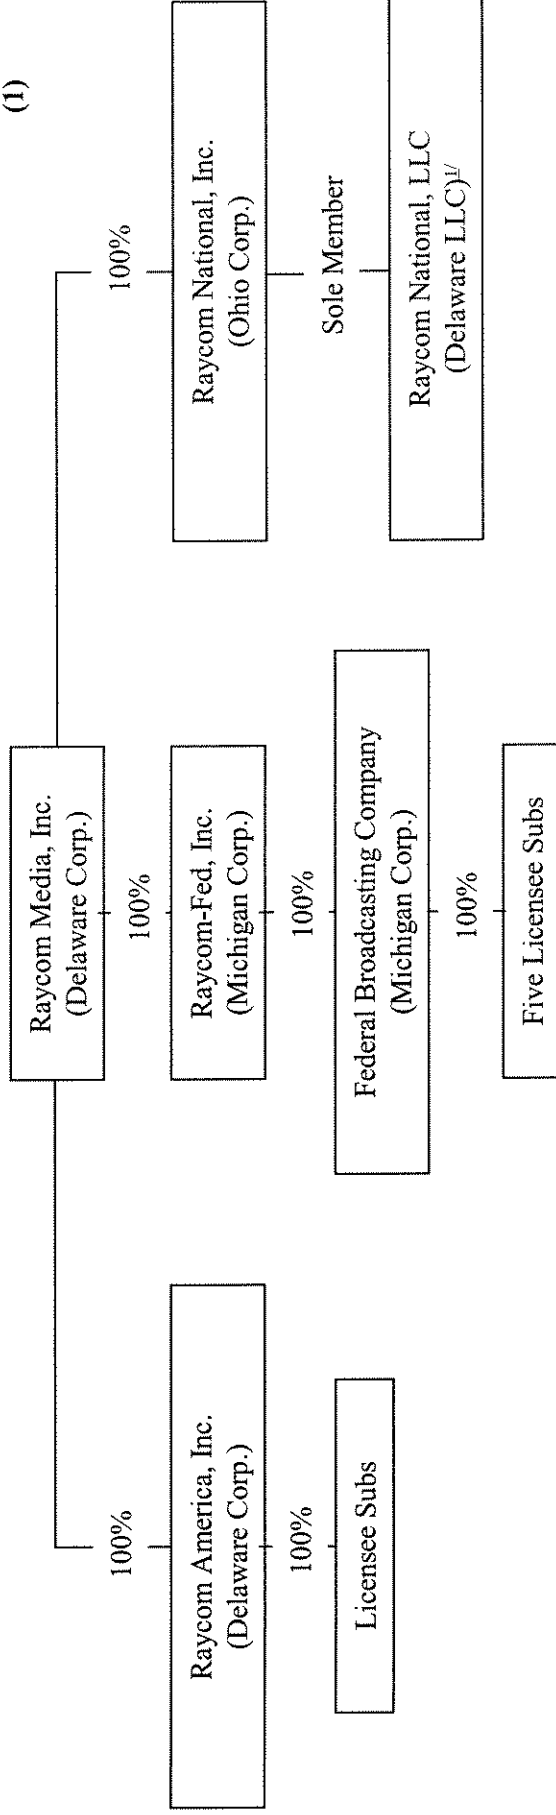 (1)
Raycom Media, Inc.
(Delaware Corp.)
100%
100%
100%
Raycom America, Inc.
(Delaware Corp.)
Raycom-Fed, Inc.
(Michigan Corp.)
Raycom National, Inc.
(Ohio Corp.)
100%
100%
Sole Member
Licensee Subs
Federal Broadcasting Company
(Michigan Corp.)
Raycom National, LLC
(Delaware LLC)1/
100%
Five Licensee Subs